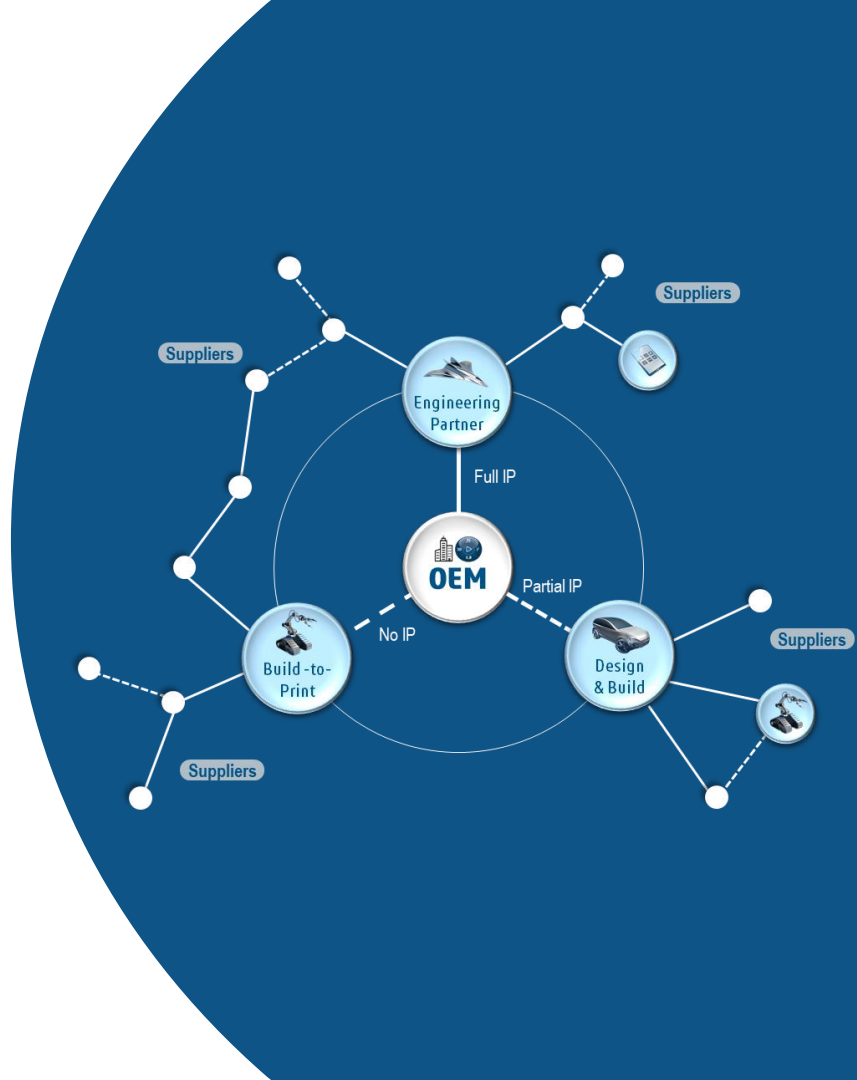 Suppliers
Suppliers
Engineering
Partner
Full IP
OEM
Partial IP
No IP
Build -to-
Print
Design
& Build
Suppliers
Suppliers